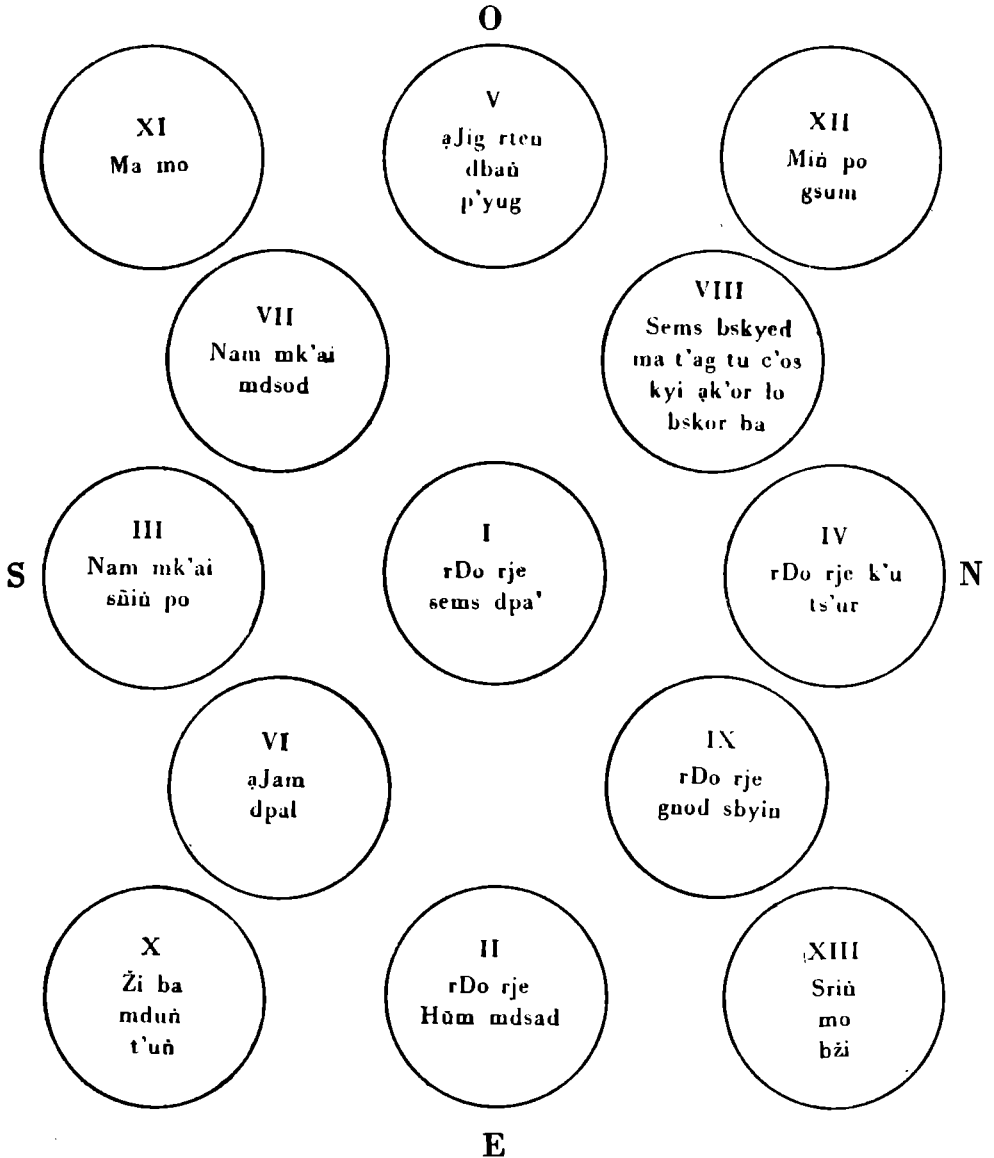 O
XI
Ma mo
V
ạJig rten
dbaṅ
p'yug
XII
Miṅ po
gsum
VII
Nam mk'ai
mdsod
VIII
Sems bskyed
ma t'ag tu c'os
kyi ạk'or lo
bskor ba
S
III
Nam mk'ai
sñiṅ po
I
rDo rje
sems dpa'
IV
rDo rje k'u
ts'ur
N
VI
ạJam
dpal
IX
rDo rje
gnod sbyin
X
Ži ba
mduṅ
t'uṅ
II
rDo rje
Hūm mdsad
XIII
Sriṅ
mo
bži
E